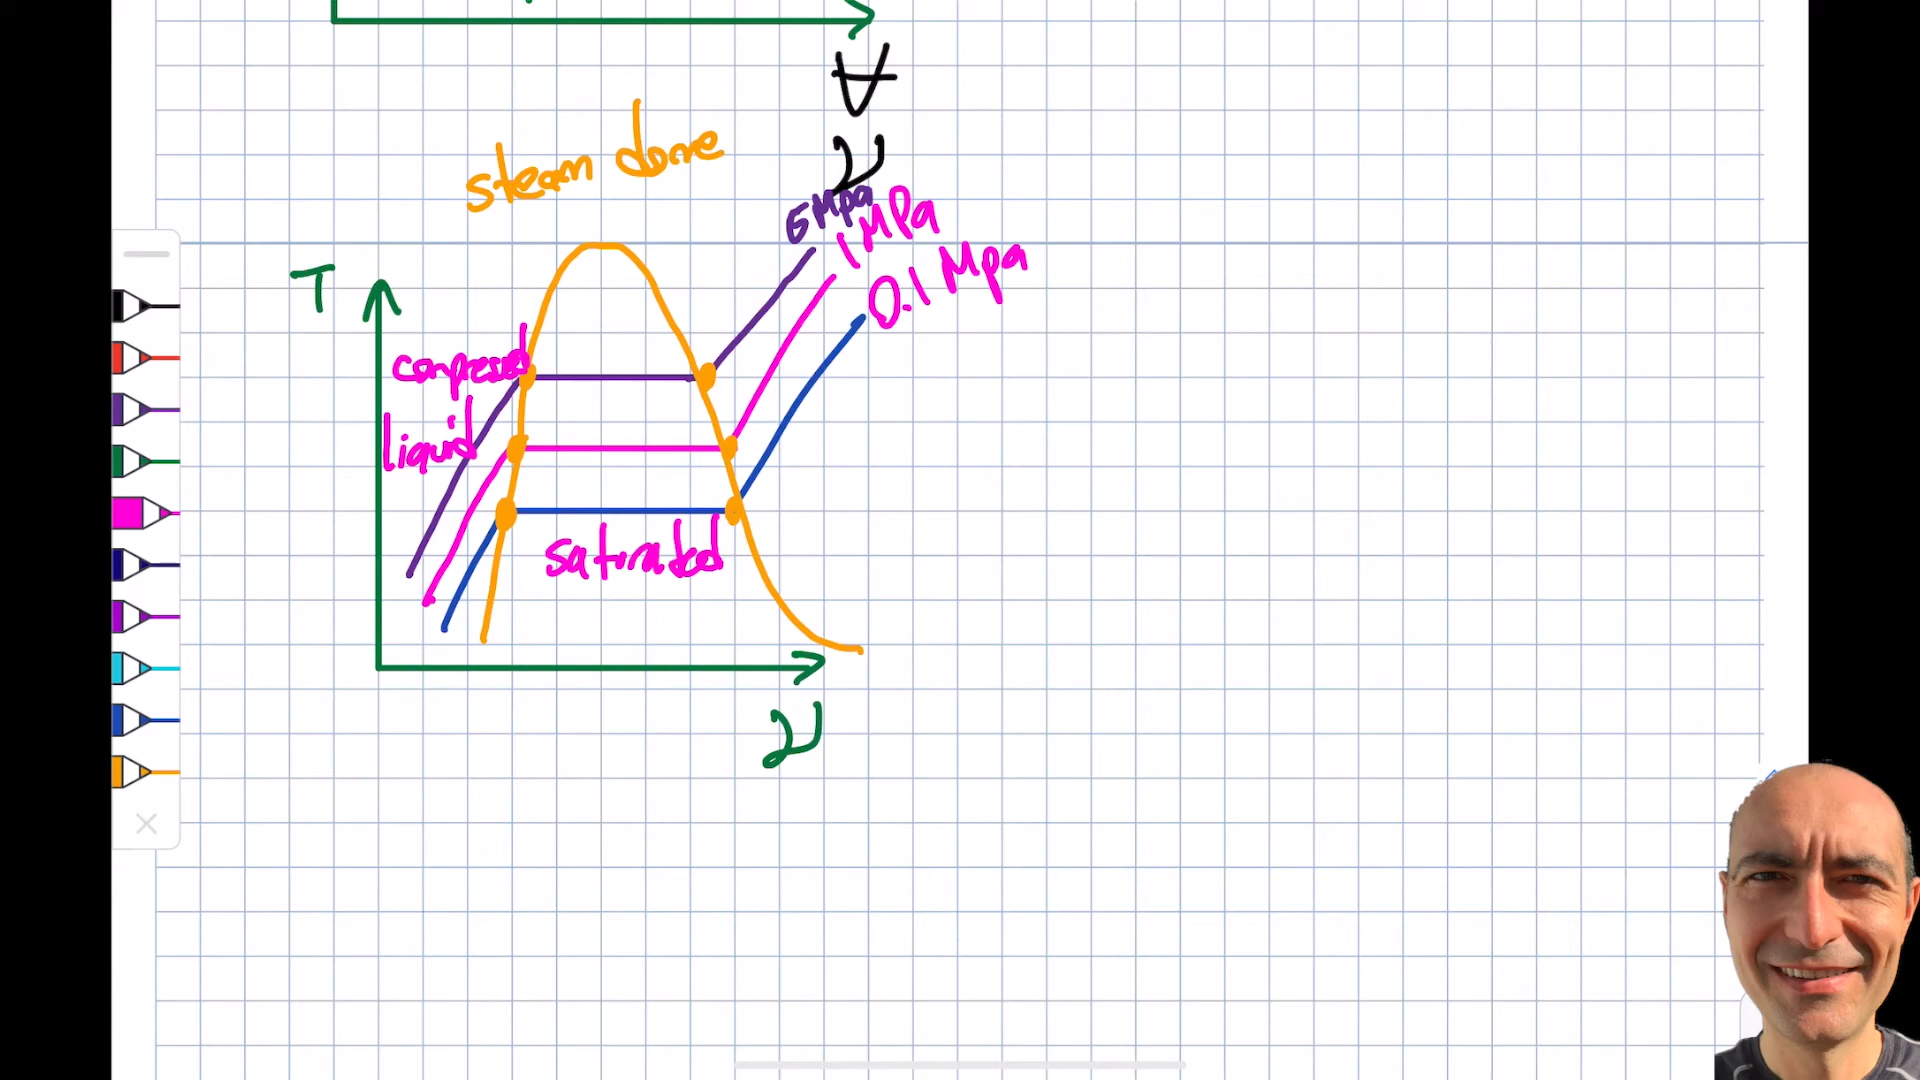 V
υ
steam dome
5 Mpa
1 MPa
0.1 Mpa
T
compressed
liquid
saturated
υ